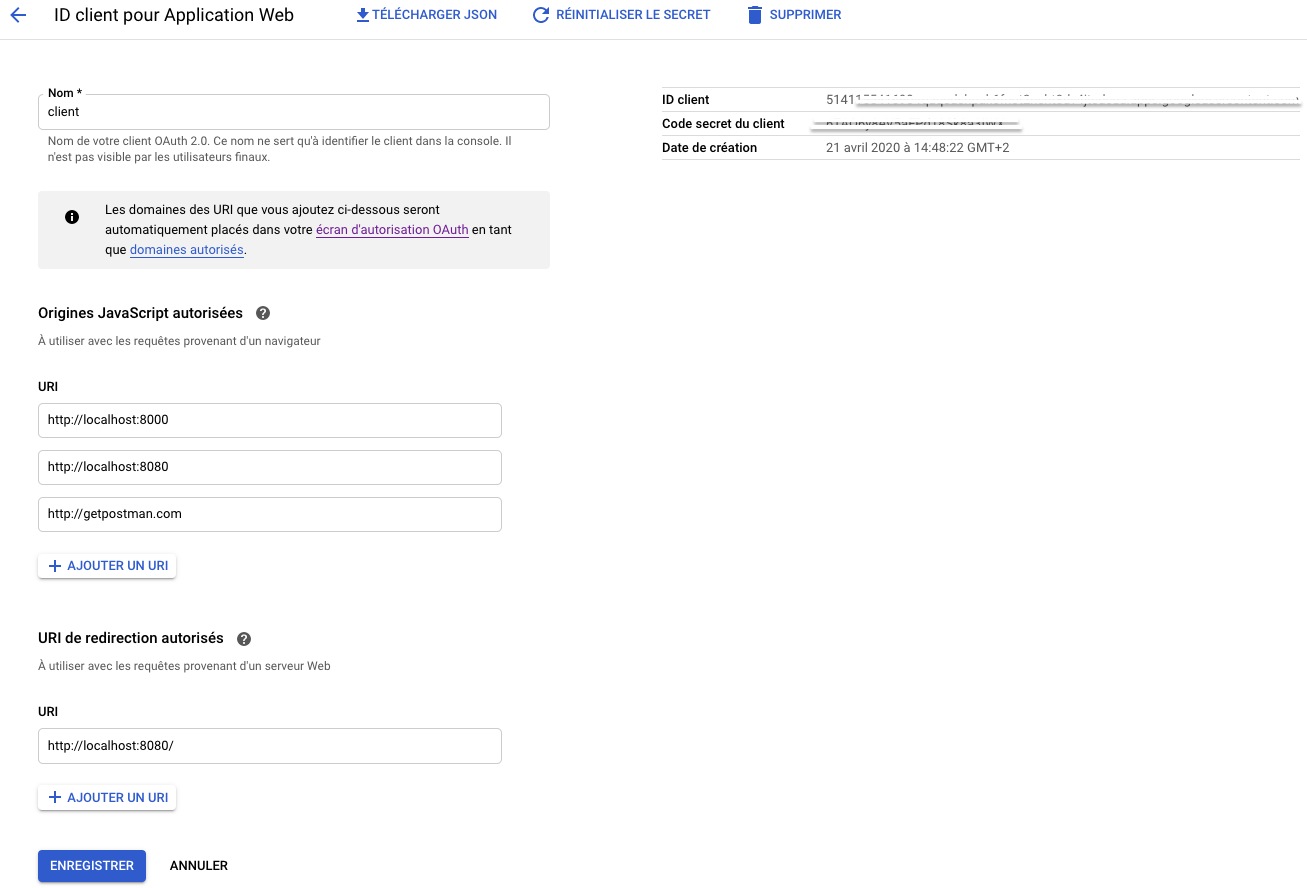 ID client pour Application Web
TÉLÉCHARGER JSON
RÉINITIALISER LE SECRET
SUPPRIMER
Nom *
client
Nom de votre client OAuth 2.0. Ce nom ne sert qu'à identifier le client dans la console. Il
n'est pas visible par les utilisateurs finaux.
Les domaines des URI que vous ajoutez ci-dessous seront
automatiquement placés dans votre écran d'autorisation OAuth en tant
que domaines autorisés.
Origines JavaScript autorisées
À utiliser avec les requêtes provenant d'un navigateur
URI
http://localhost:8000
http://localhost:8080
http://getpostman.com
AJOUTER UN URI
URI de redirection autorisés
À utiliser avec les requêtes provenant d'un serveur Web
URI
http://localhost:8080/
AJOUTER UN URI
ENREGISTRER
ANNULER
ID client
Code secret du client
Date de création 21 avril 2020 à 14:48:22 GMT+2